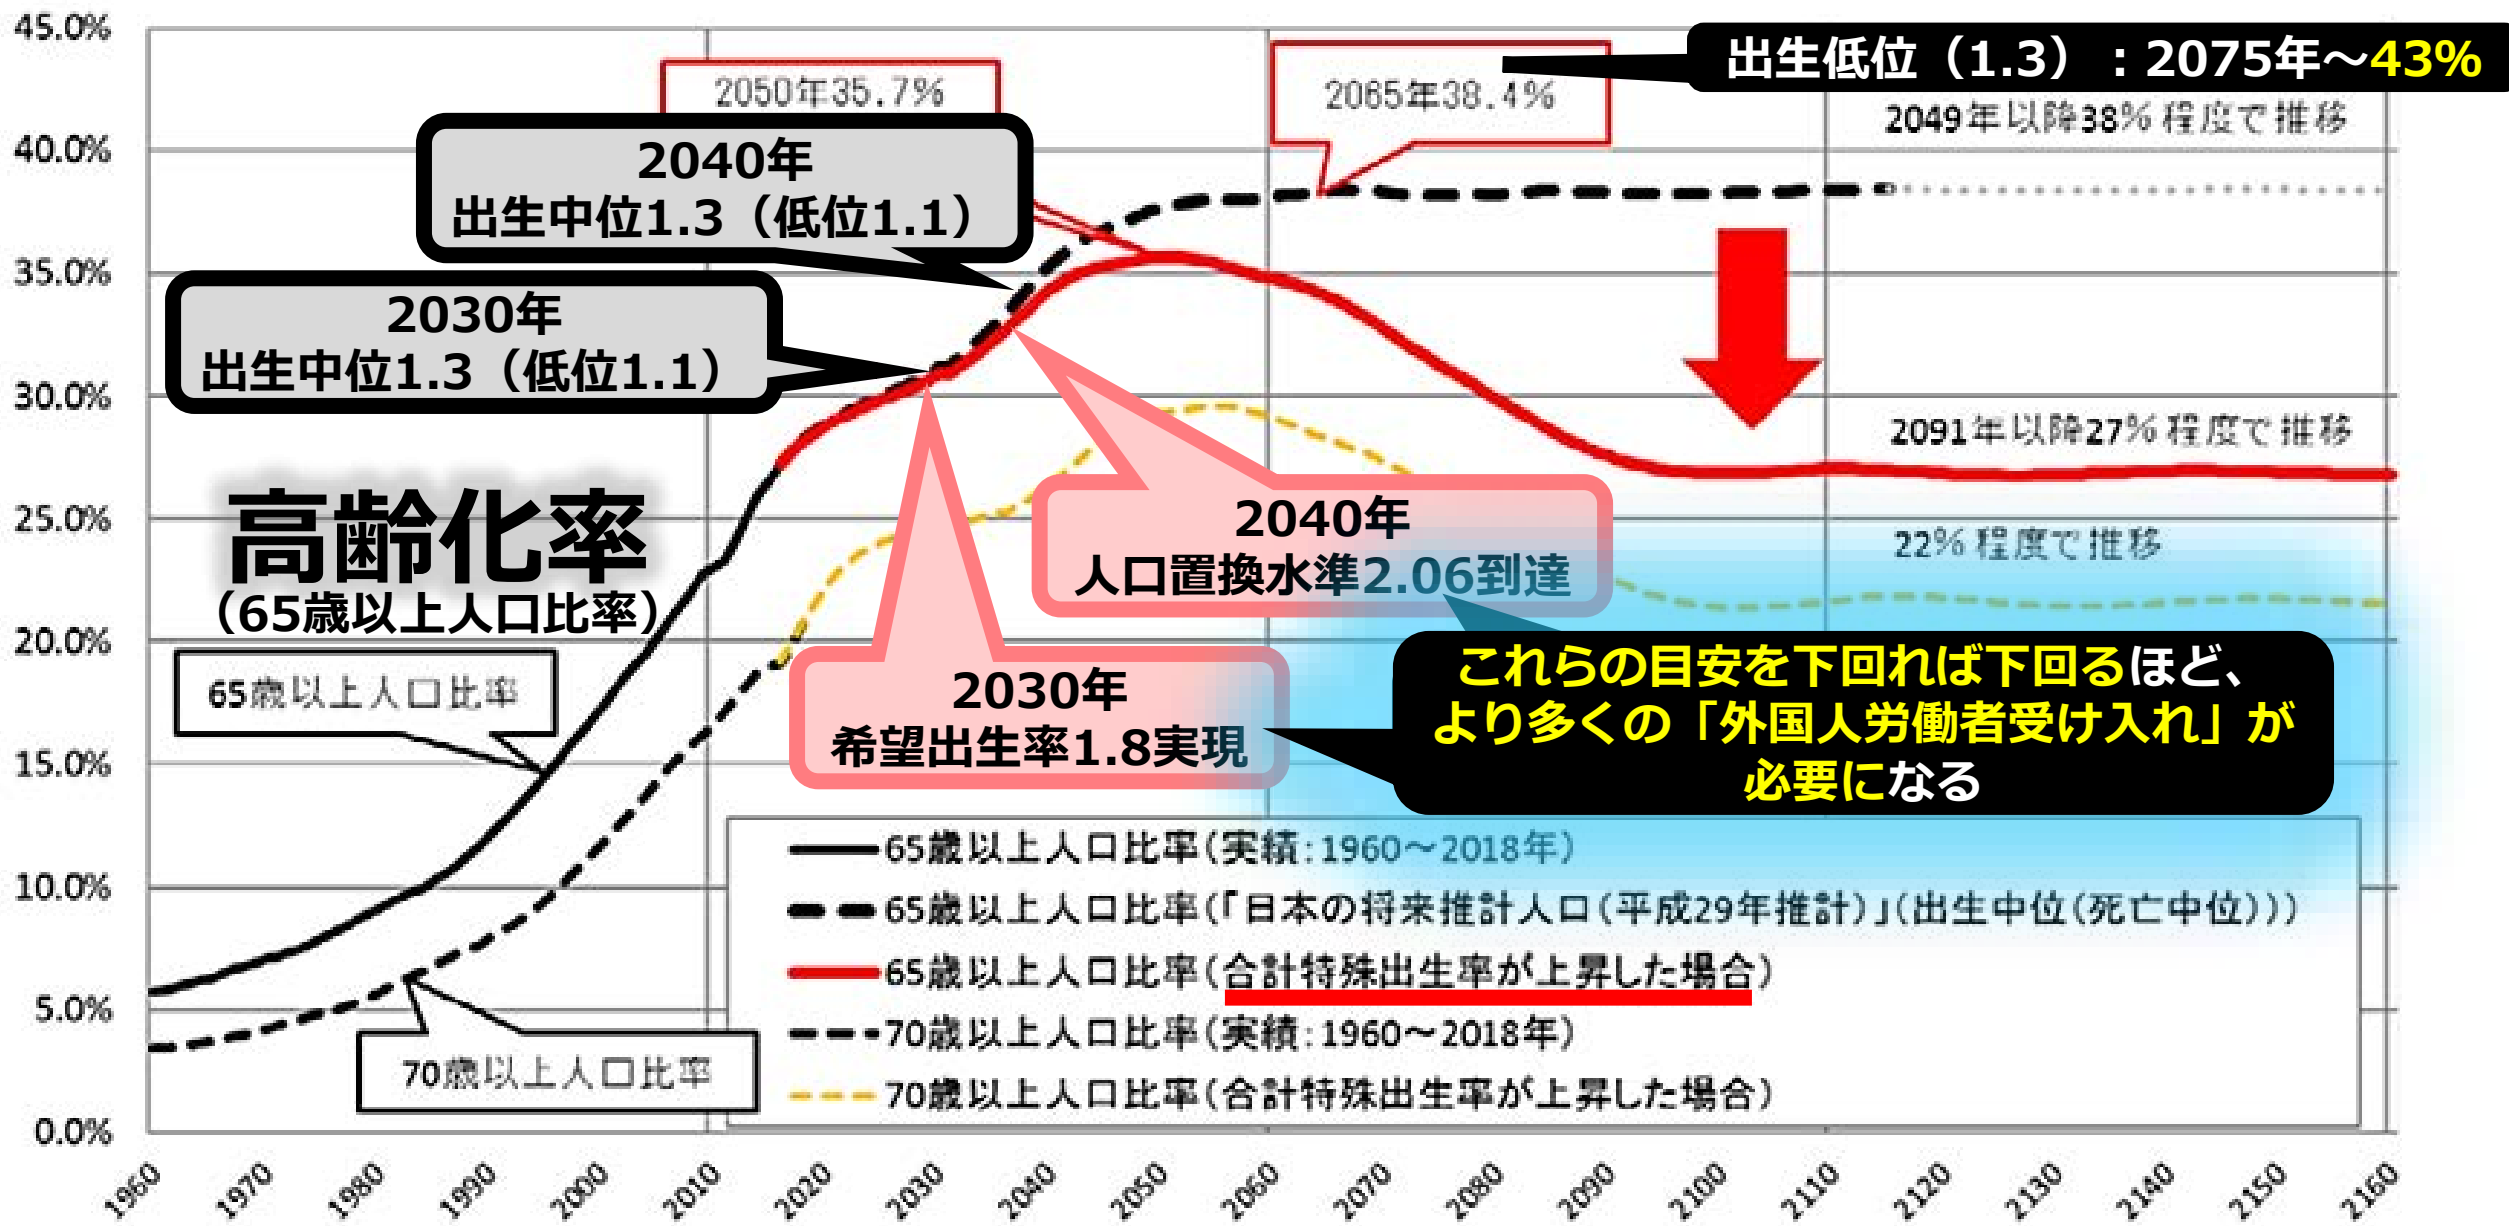 45.0%
40.0%
35.0%
30.0%
25.0%
20.0%
15.0%
10.0%
5.0%
0.0%
出生低位（1.3）：2075年～43%
2050年35.7%
2065年38.4%
2049年以降38%程度で推移
2040年
出生中位1.3（低位1.1）
2030年
出生中位1.3（低位1.1）
2091年以降27%程度で推移
高齢化率
（65歳以上人口比率）
2040年
人口置換水準2.06到達
22%程度で推移
65歳以上人口比率
2030年
希望出生率1.8実現
これらの目安を下回れば下回るほど、
より多くの「外国人労働者受け入れ」が
必要になる
70歳以上人口比率
65歳以上人口比率(実績:1960～2018年)
65歳以上人口比率(｢日本の将来推計人口(平成29年推計)｣(出生中位(死亡中位)))
65歳以上人口比率(合計特殊出生率が上昇した場合)
70歳以上人口比率(実績:1960～2018年)
70歳以上人口比率(合計特殊出生率が上昇した場合)
1960 1970 1980 1990 2000 2010 2020 2030 2040 2050 2060 2070 2080 2090 2100 2110 2120 2130 2140 2150 2160